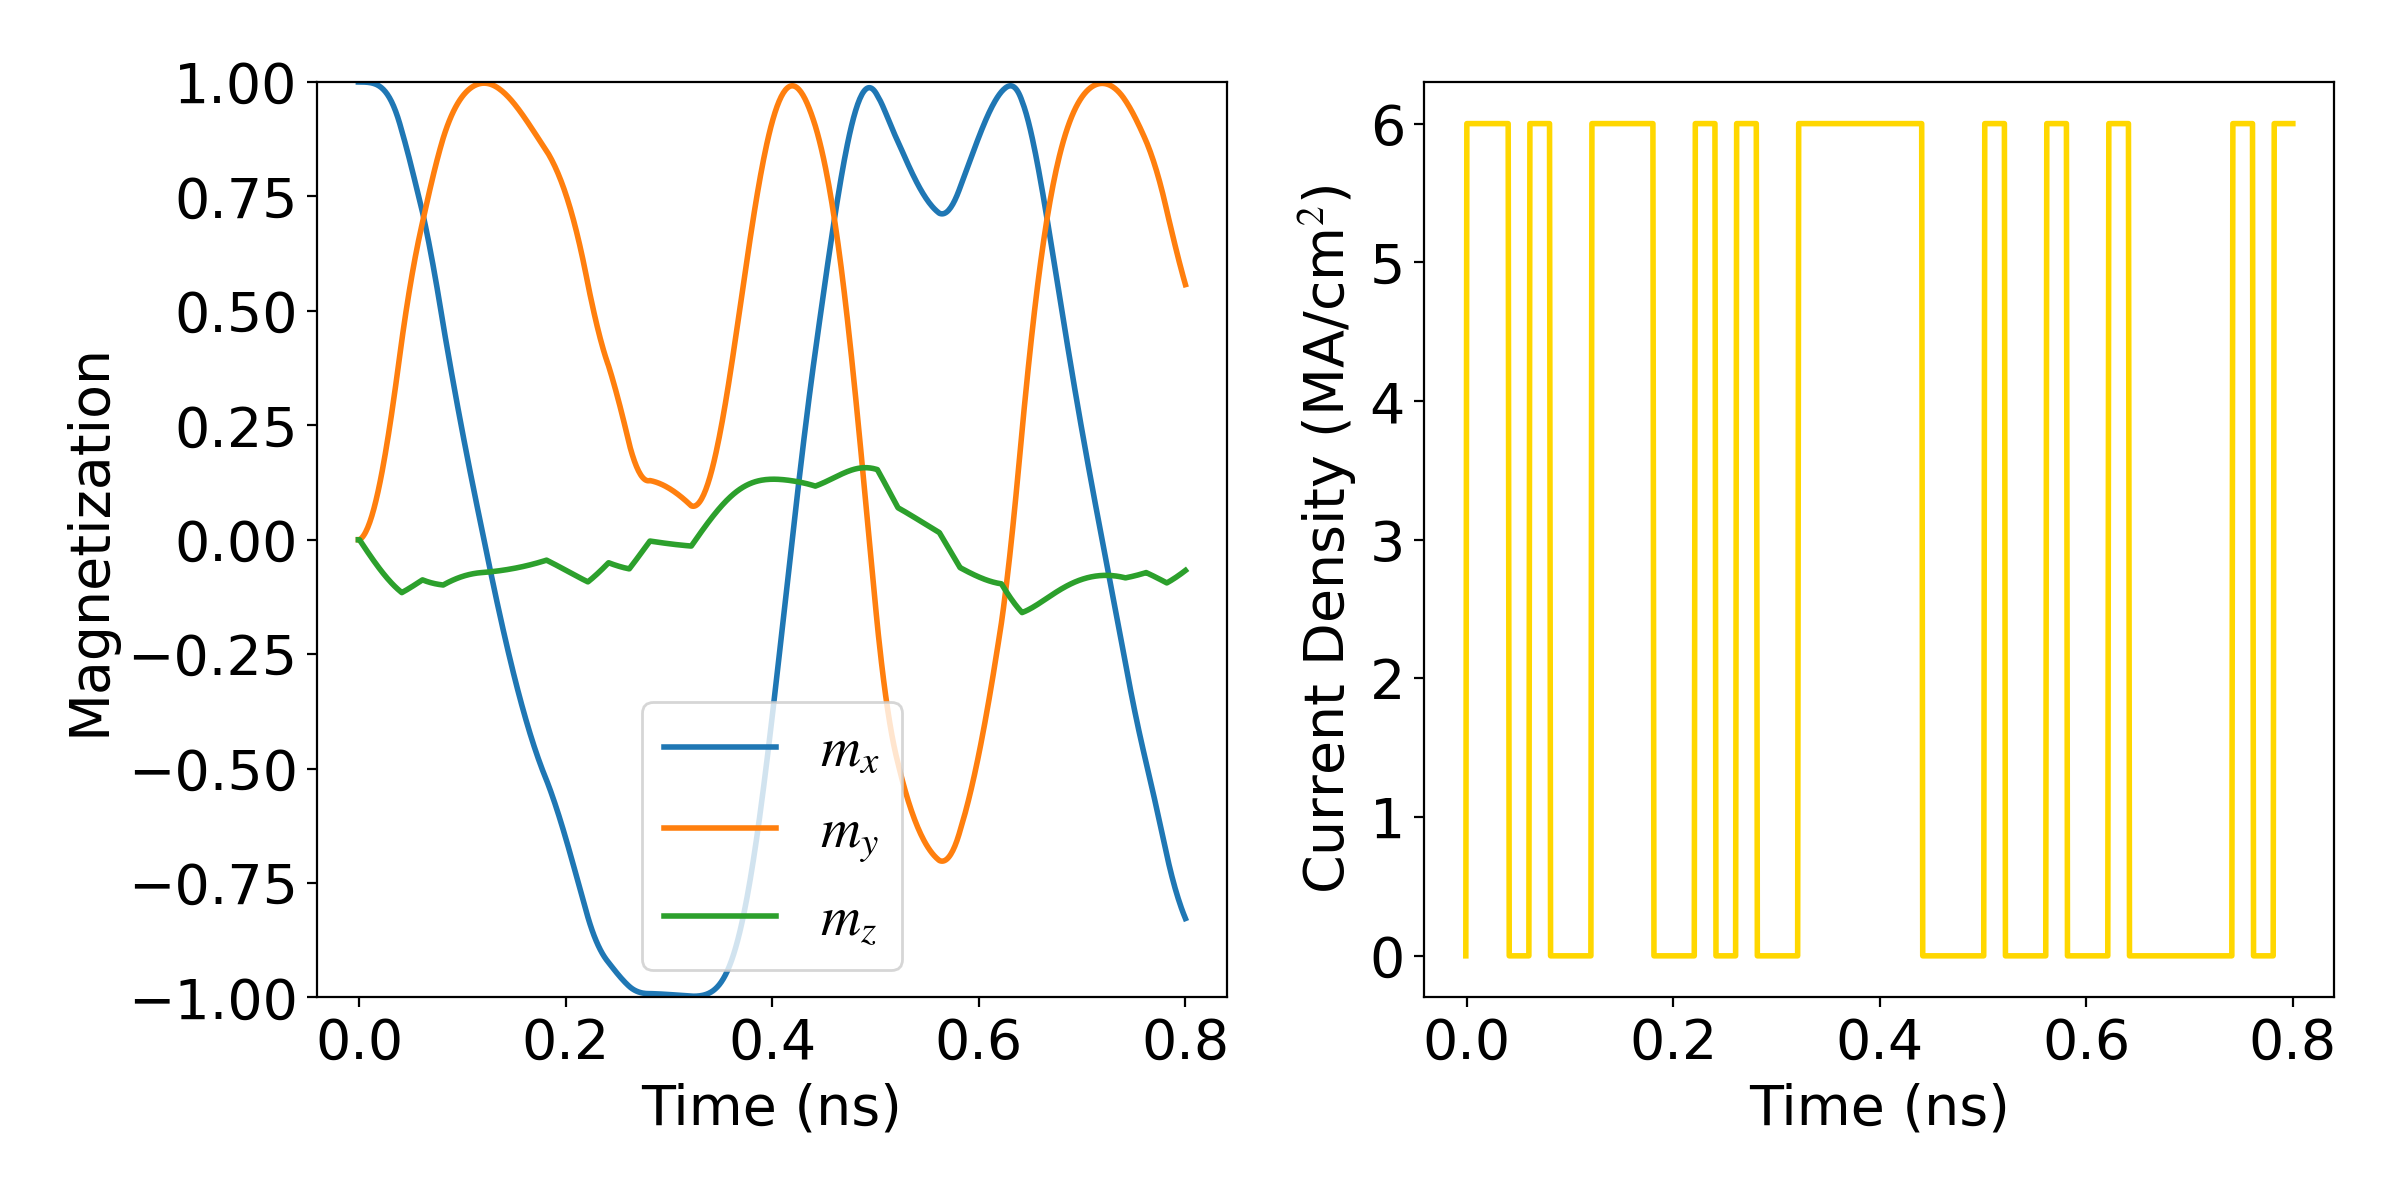 1.00
0.75
0.50
0.25
0.00
−0.25
−0.50
−0.75
−1.00
Magnetization
0.0 0.2 0.4 0.6 0.8
Time (ns)
m_x
m_y
m_z
6
5
4
3
2
1
0
Current Density (MA/cm²)
0.0 0.2 0.4 0.6 0.8
Time (ns)